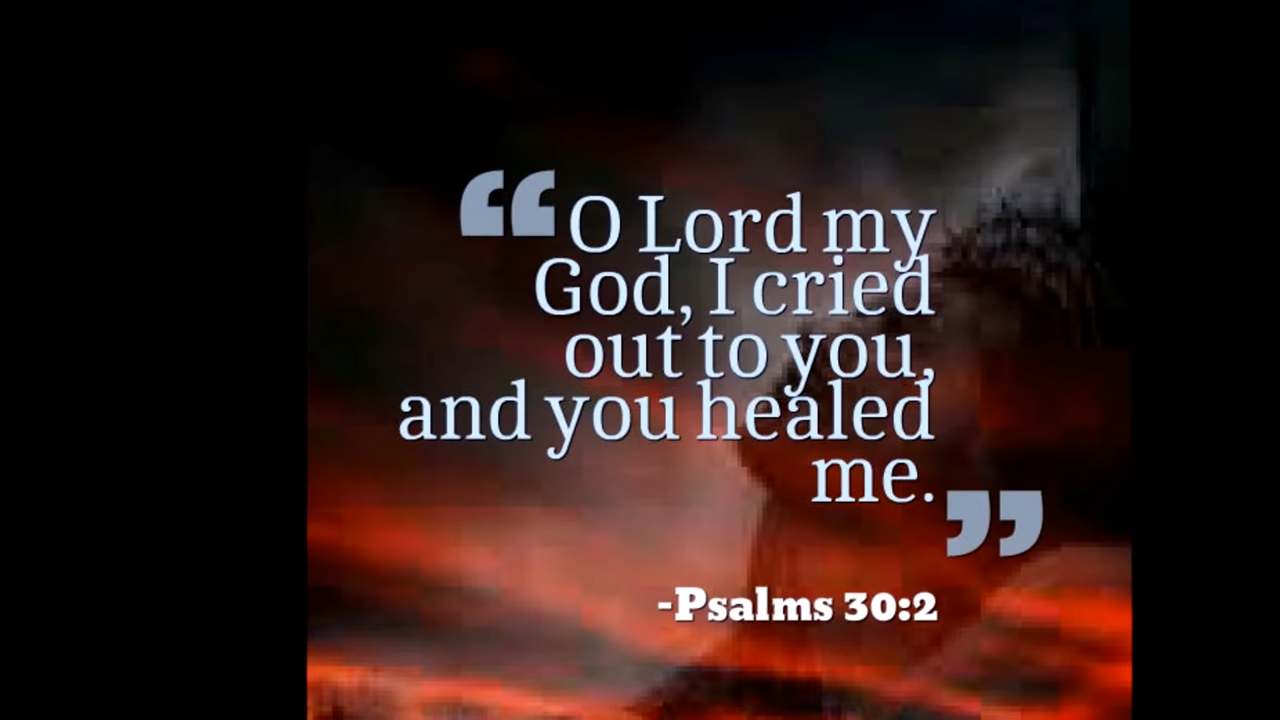 “O Lord my
God, I cried
out to you,
and you healed
me.”
-Psalms 30:2